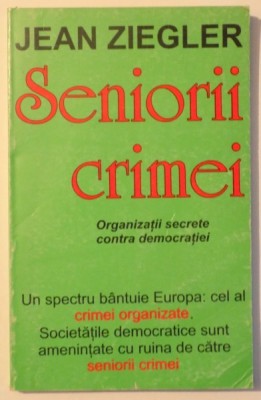 JEAN ZIEGLER
Seniorii
crimei
Organizații secrete
contra democrației
Un spectru bântuie Europa: cel al
crimei organizate.
Societățile democratice sunt
amenințate cu ruina de către
seniorii crimei